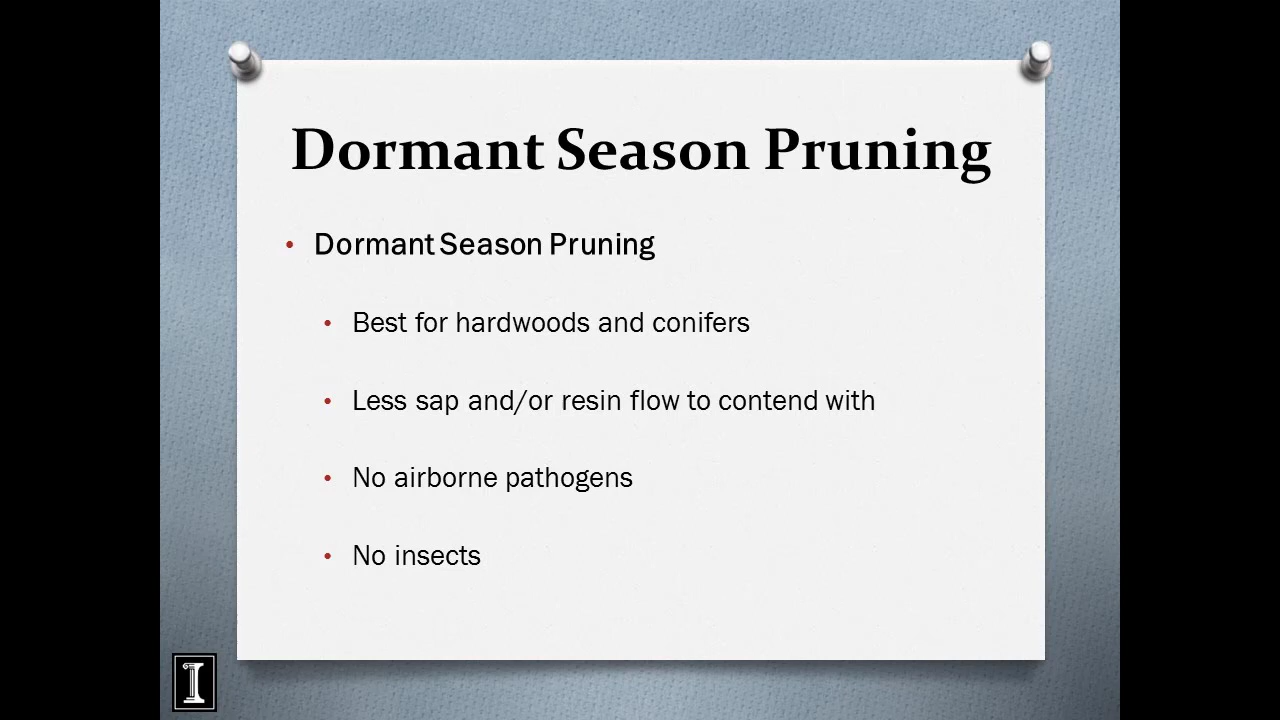 Dormant Season Pruning
• Dormant Season Pruning
• Best for hardwoods and conifers
• Less sap and/or resin flow to contend with
• No airborne pathogens
• No insects
I